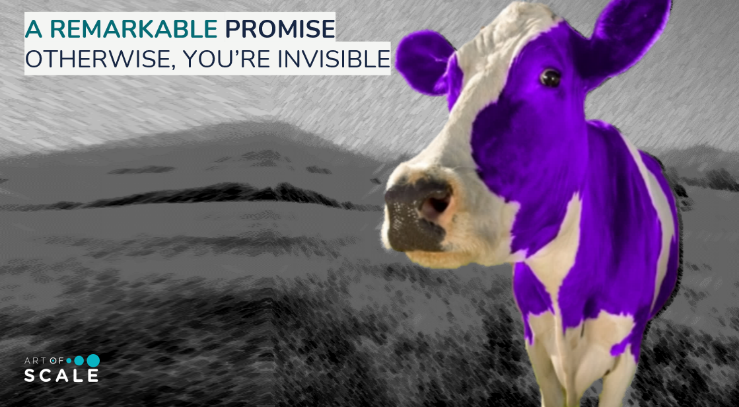 A REMARKABLE PROMISE
OTHERWISE, YOU'RE INVISIBLE
ART OF
SCALE